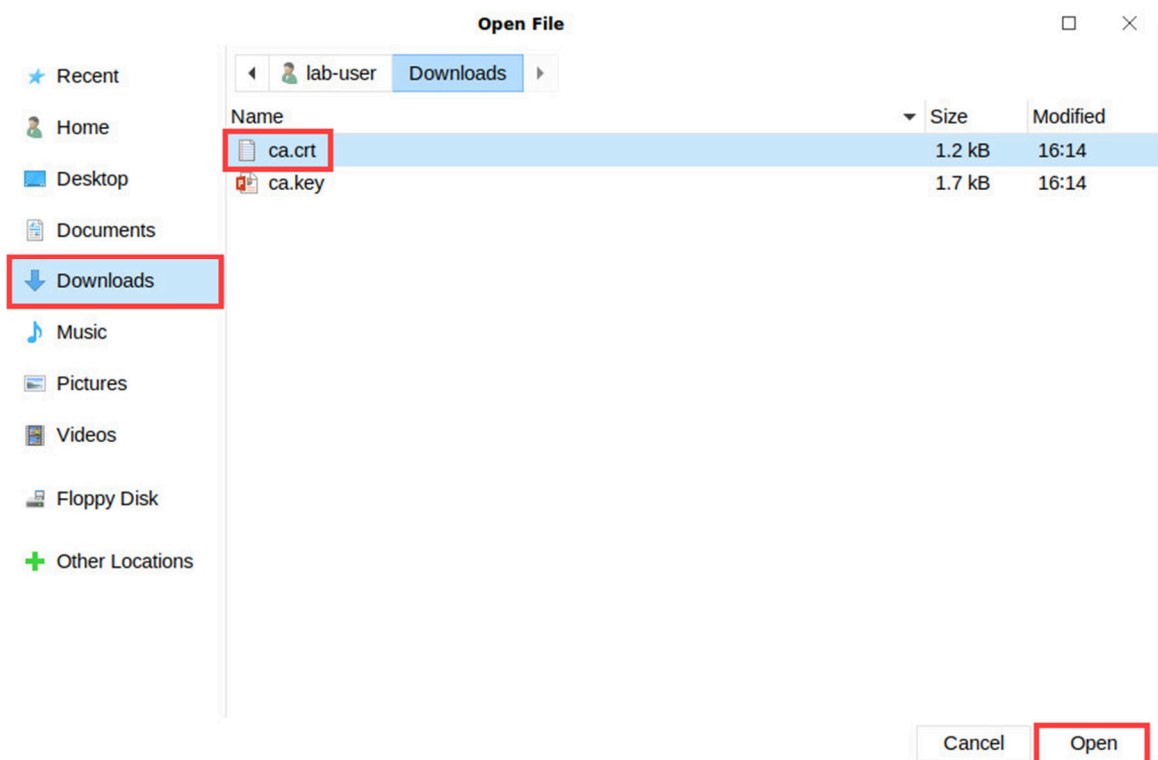 Open File
Recent
Home
Desktop
Documents
Downloads
Music
Pictures
Videos
Floppy Disk
Other Locations
lab-user Downloads
Name Size Modified
ca.crt 1.2 kB 16:14
ca.key 1.7 kB 16:14
Cancel Open